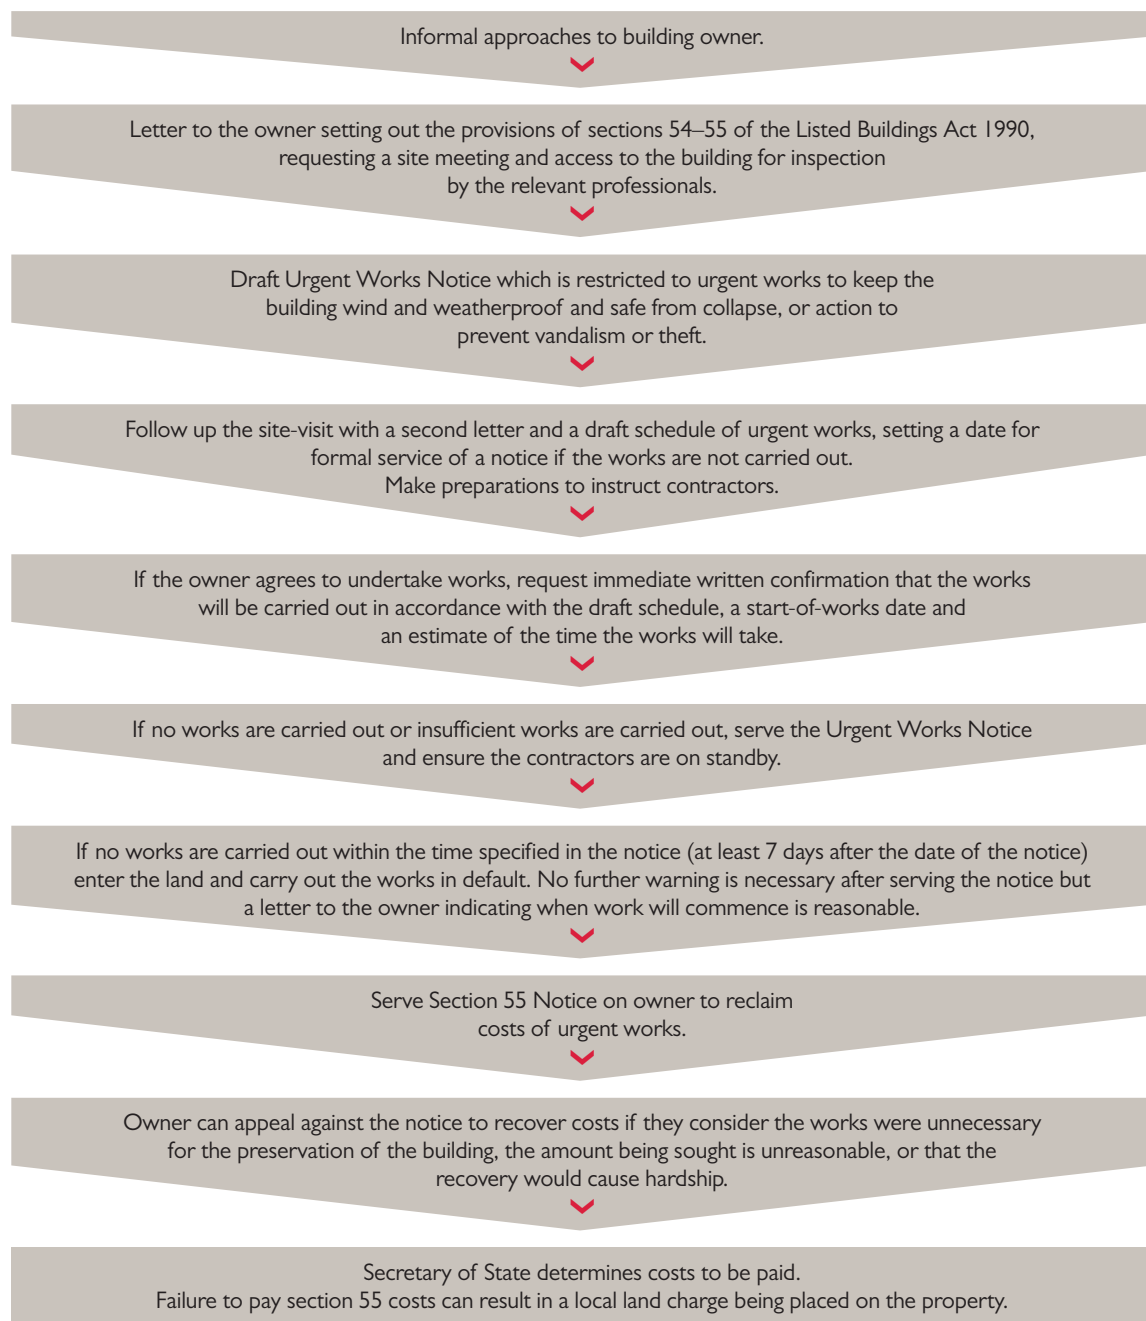 Informal approaches to building owner.
Letter to the owner setting out the provisions of sections 54–55 of the Listed Buildings Act 1990,
requesting a site meeting and access to the building for inspection
by the relevant professionals.
Draft Urgent Works Notice which is restricted to urgent works to keep the
building wind and weatherproof and safe from collapse, or action to
prevent vandalism or theft.
Follow up the site-visit with a second letter and a draft schedule of urgent works, setting a date for
formal service of a notice if the works are not carried out.
Make preparations to instruct contractors.
If the owner agrees to undertake works, request immediate written confirmation that the works
will be carried out in accordance with the draft schedule, a start-of-works date and
an estimate of the time the works will take.
If no works are carried out or insufficient works are carried out, serve the Urgent Works Notice
and ensure the contractors are on standby.
If no works are carried out within the time specified in the notice (at least 7 days after the date of the notice)
enter the land and carry out the works in default. No further warning is necessary after serving the notice but
a letter to the owner indicating when work will commence is reasonable.
Serve Section 55 Notice on owner to reclaim
costs of urgent works.
Owner can appeal against the notice to recover costs if they consider the works were unnecessary
for the preservation of the building, the amount being sought is unreasonable, or that the
recovery would cause hardship.
Secretary of State determines costs to be paid.
Failure to pay section 55 costs can result in a local land charge being placed on the property.